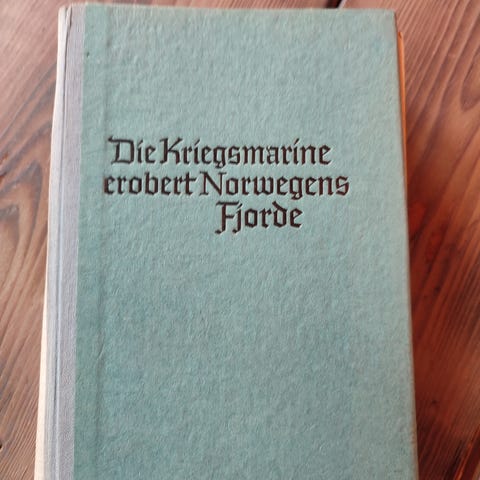 Die Kriegsmarine
erobert Norwegens
Fjorde